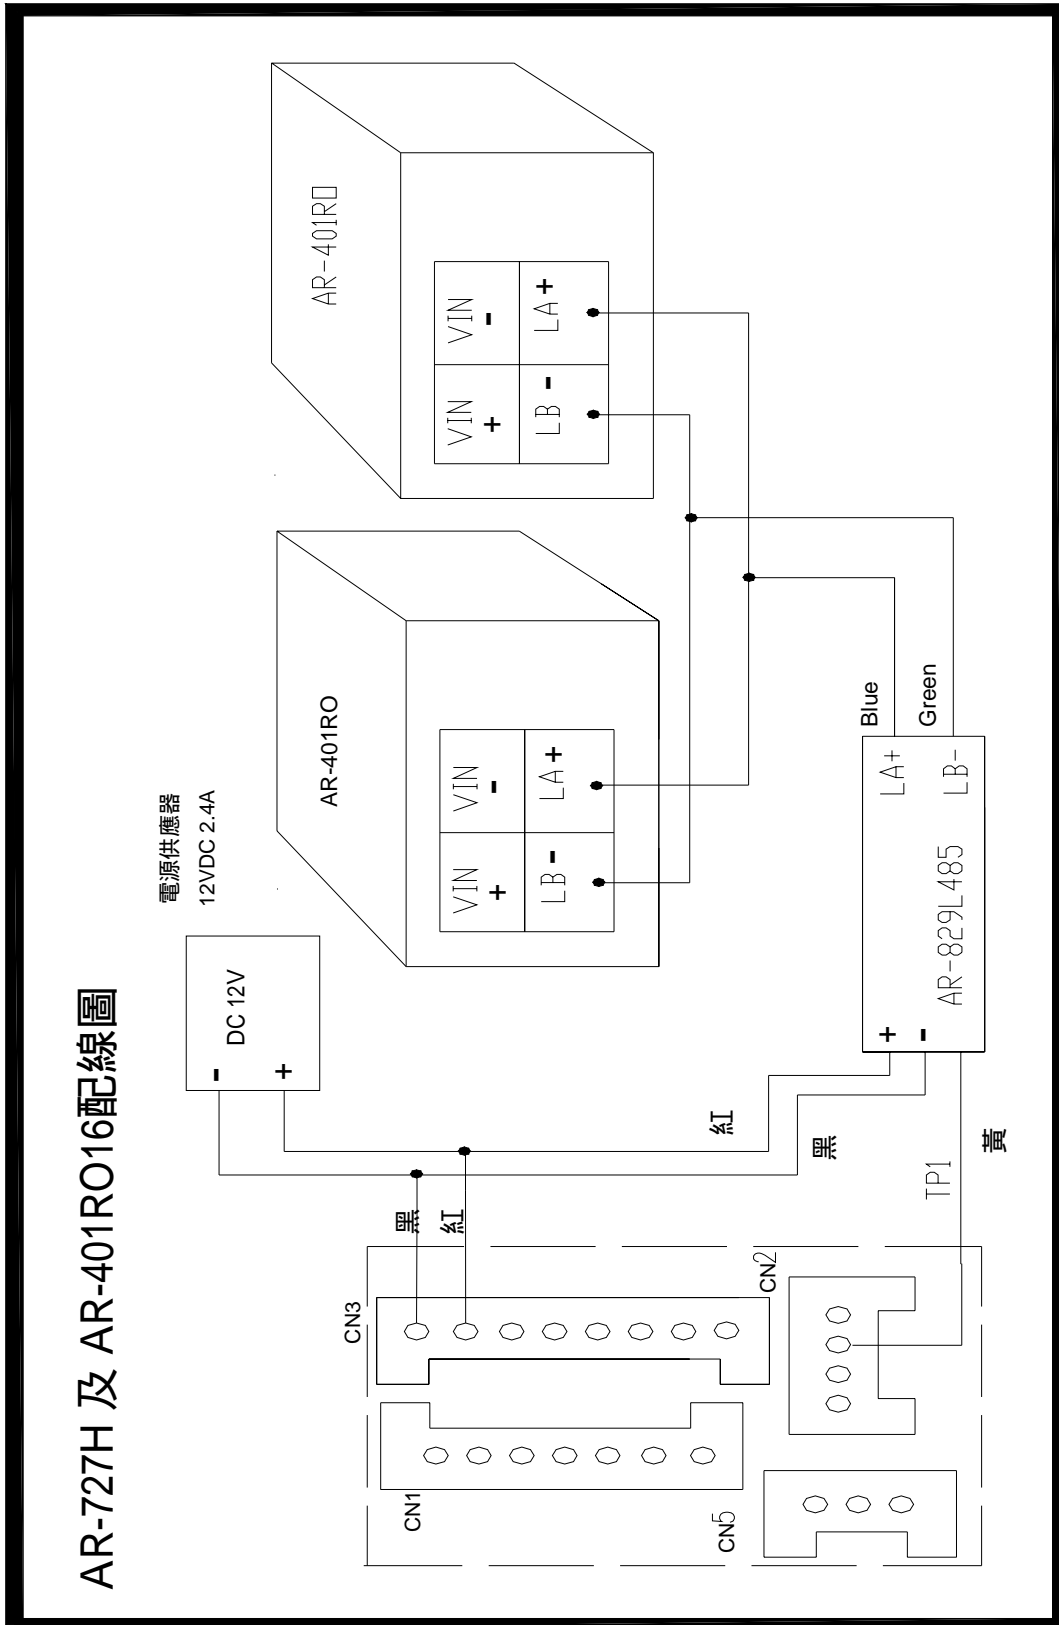 AR-727H 及 AR-401RO16配線圖
電源供應器
12VDC 2.4A
DC 12V
-
+
AR-401RO
VIN
+
VIN
-
LB -
LA +
AR-401RO
VIN
+
VIN
-
LB -
LA +
黑
紅
紅
黑
黃
TP1
+
-
AR-829L485
LA+
LB-
Blue
Green
CN3
CN1
CN2
CN5